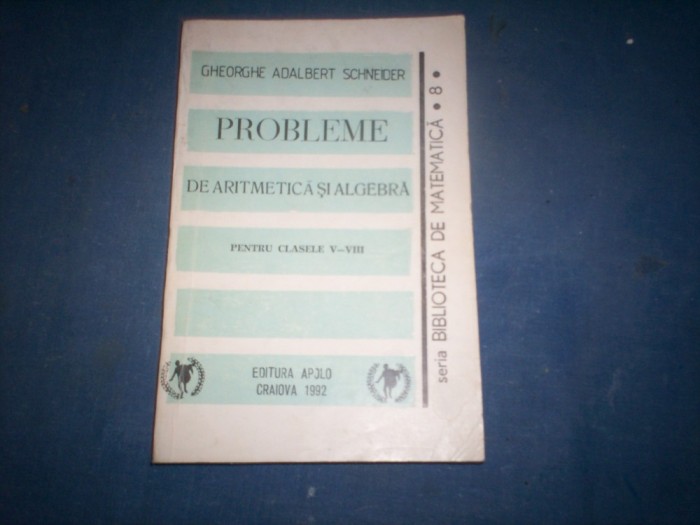 GHEORGHE ADALBERT SCHNEIDER
PROBLEME
DE ARITMETICĂ ŞI ALGEBRĂ
PENTRU CLASELE V–VIII
EDITURA APOLO
CRAIOVA 1992
seria BIBLIOTECA DE MATEMATICĂ • 8 •